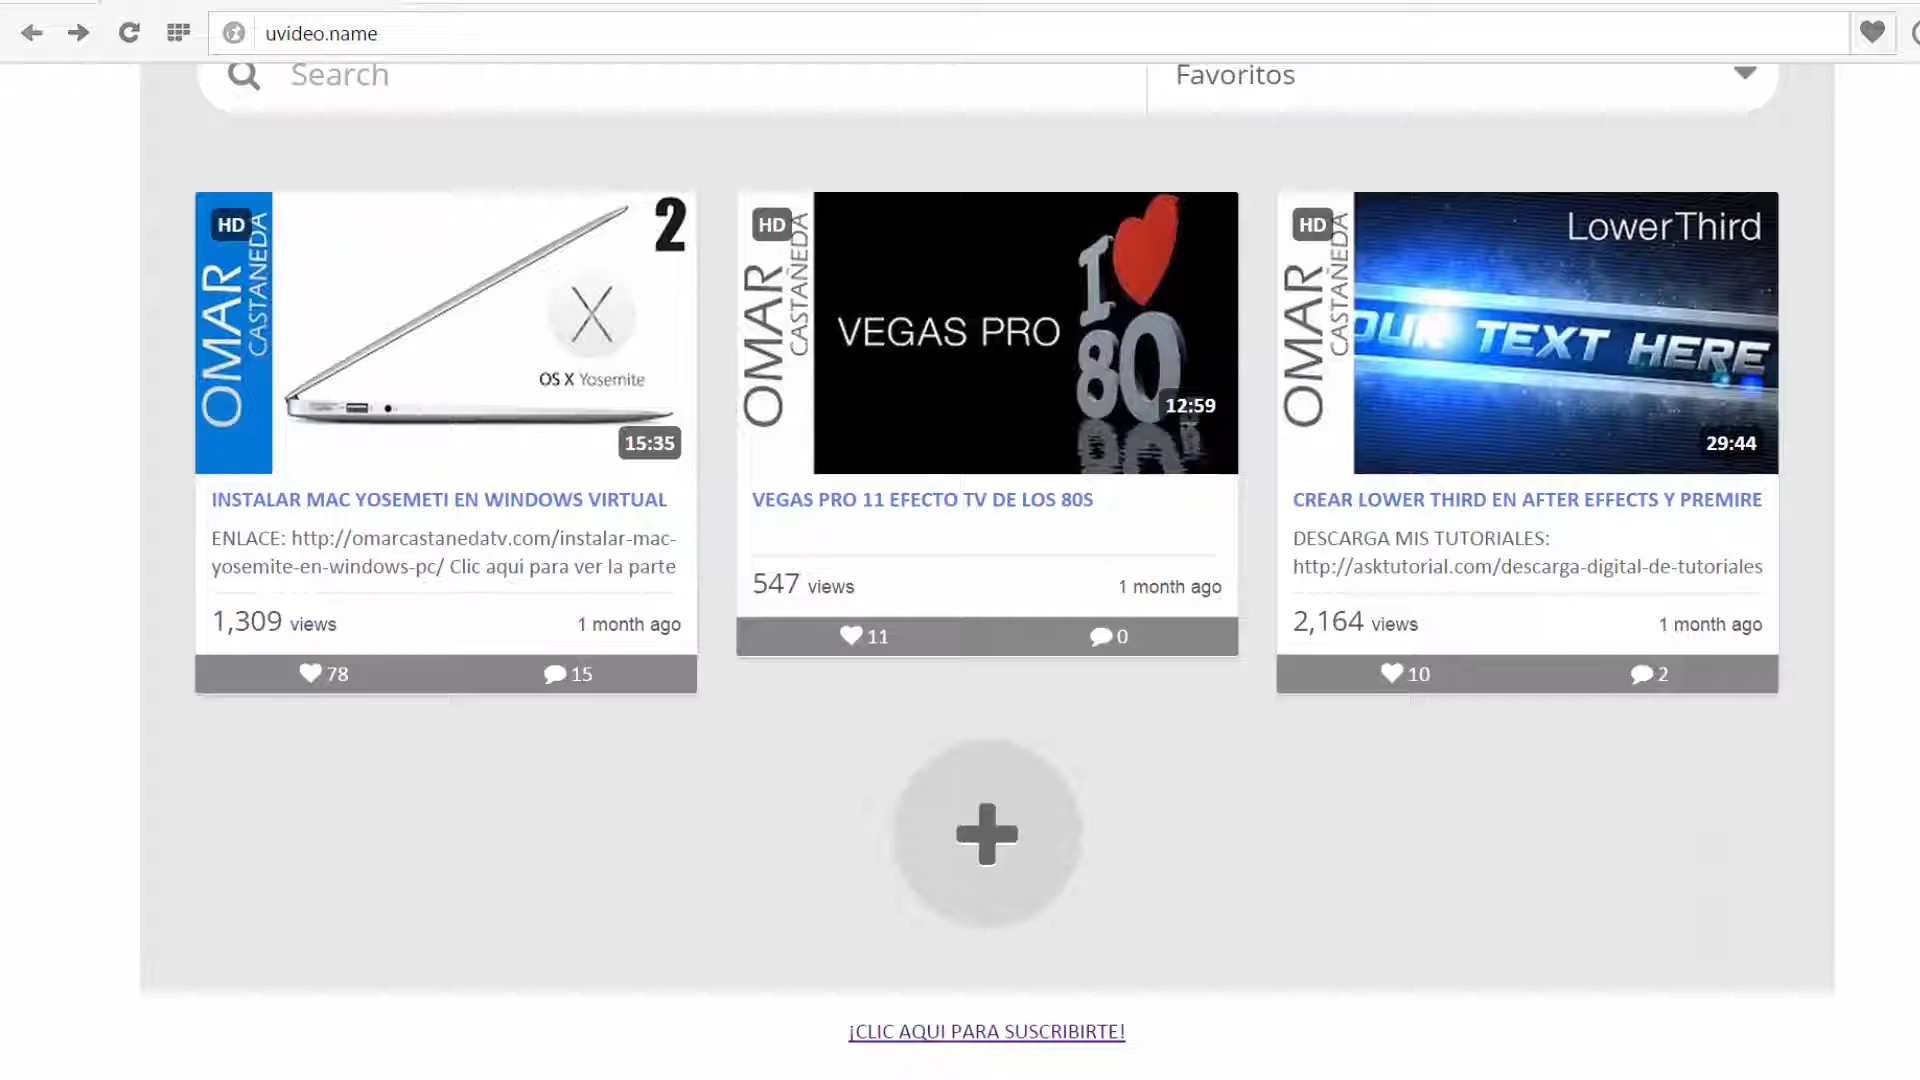 uvideo.name
Search
Favoritos
HD
OMAR
CASTAÑEDA
2
OS X Yosemite
15:35
INSTALAR MAC YOSEMETI EN WINDOWS VIRTUAL
ENLACE: http://omarcastanedatv.com/instalar-mac-
yosemite-en-windows-pc/ Clic aqui para ver la parte
1,309 views
1 month ago
78
15
HD
OMAR
CASTAÑEDA
VEGAS PRO
I
80
12:59
VEGAS PRO 11 EFECTO TV DE LOS 80S
547 views
1 month ago
11
0
HD
OMAR
CASTAÑEDA
LowerThird
OUR TEXT HERE
29:44
CREAR LOWER THIRD EN AFTER EFFECTS Y PREMIRE
DESCARGA MIS TUTORIALES:
http://asktutorial.com/descarga-digital-de-tutoriales
2,164 views
1 month ago
10
2
¡CLIC AQUI PARA SUSCRIBIRTE!